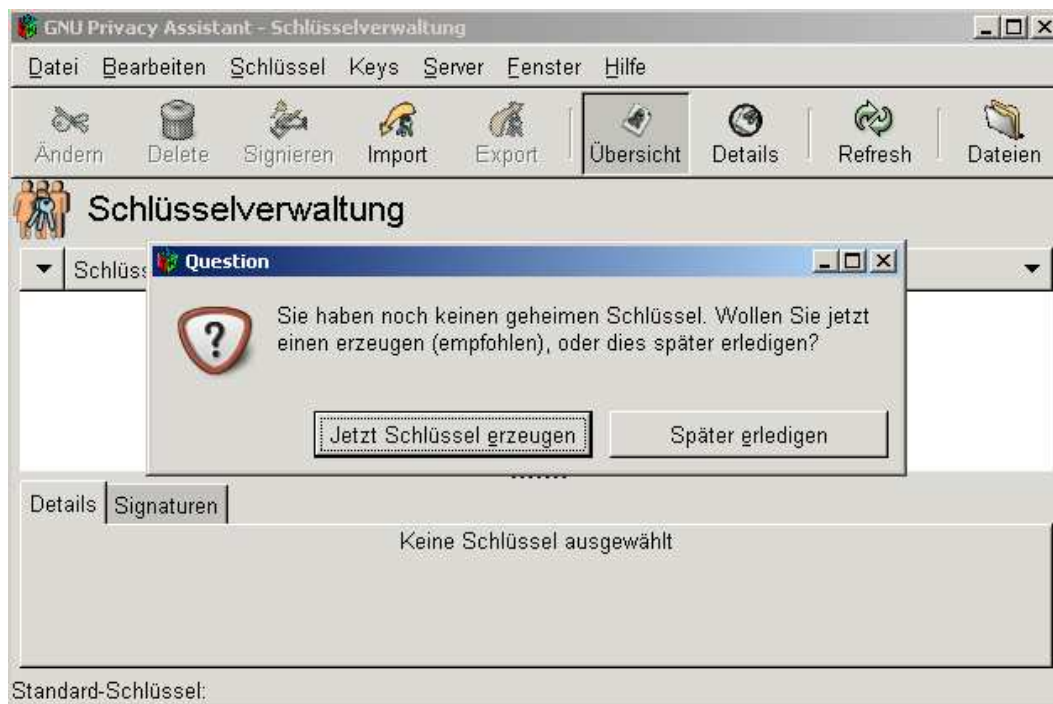 GNU Privacy Assistant - Schlüsselverwaltung
Datei Bearbeiten Schlüssel Keys Server Fenster Hilfe
Ändern Delete Signieren Import Export Übersicht Details Refresh Dateien
Schlüsselverwaltung
Schlüss
Question
Sie haben noch keinen geheimen Schlüssel. Wollen Sie jetzt
einen erzeugen (empfohlen), oder dies später erledigen?
Jetzt Schlüssel erzeugen Später erledigen
Details Signaturen
Keine Schlüssel ausgewählt
Standard-Schlüssel: